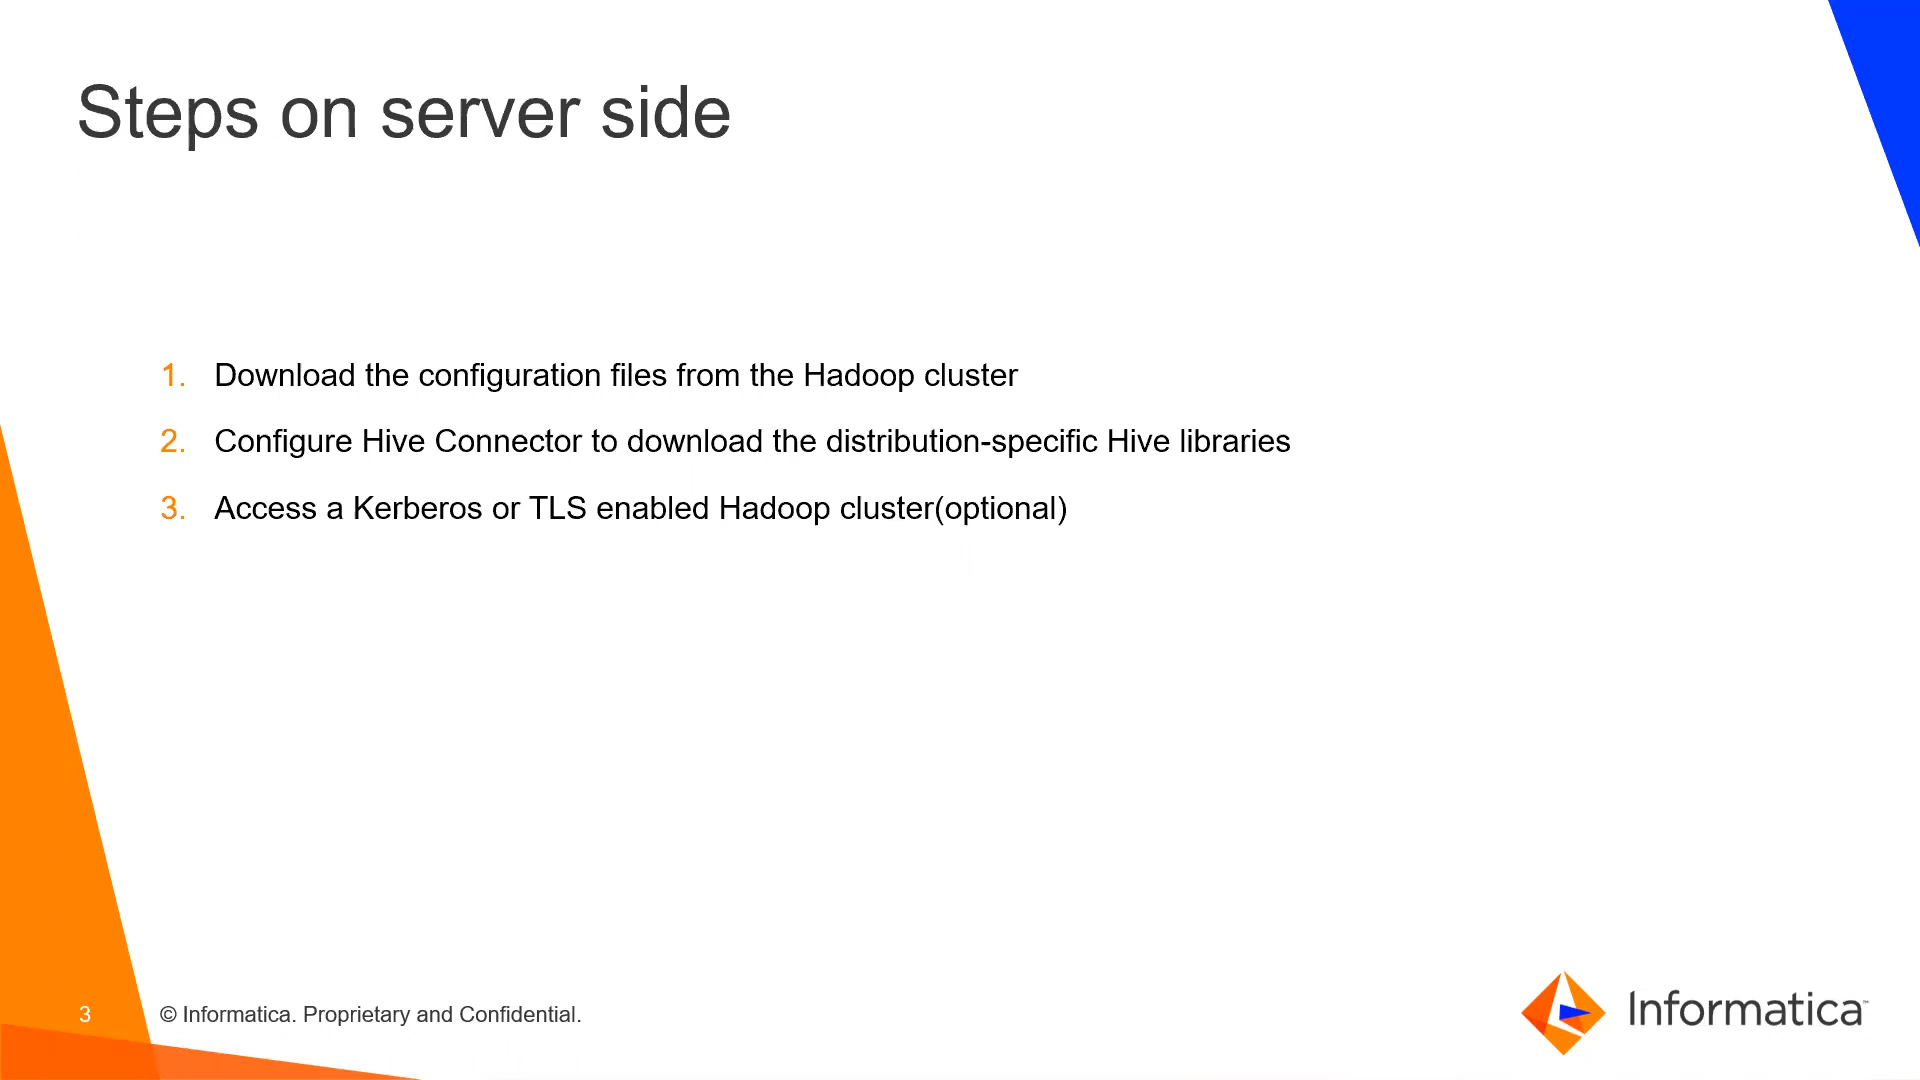 Steps on server side
1. Download the configuration files from the Hadoop cluster
2. Configure Hive Connector to download the distribution-specific Hive libraries
3. Access a Kerberos or TLS enabled Hadoop cluster(optional)
3 © Informatica. Proprietary and Confidential.
Informatica™